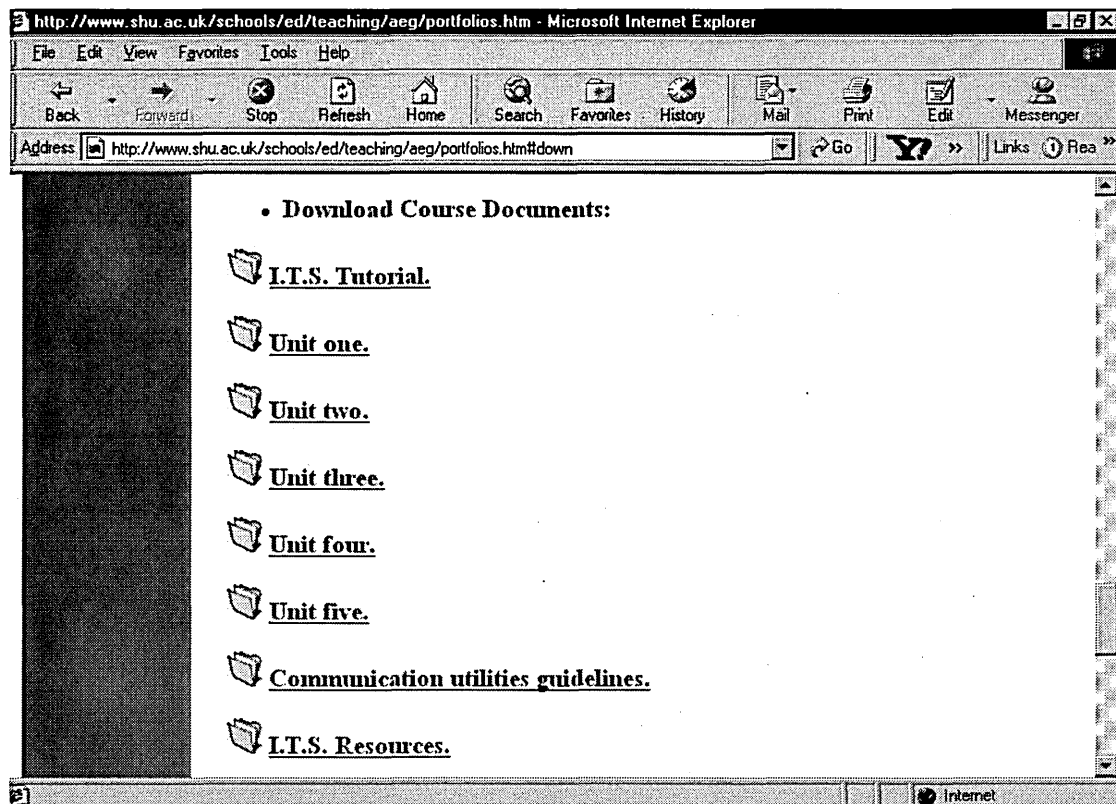 http://www.shu.ac.uk/schools/ed/teaching/aeg/portfolios.htm - Microsoft Internet Explorer
File Edit View Favorites Tools Help
Back Forward Stop Refresh Home Search Favorites History Mail Print Edit Messenger
Address http://www.shu.ac.uk/schools/ed/teaching/aeg/portfolios.htm#down Go Y? » Links Rea »
• Download Course Documents:
I.T.S. Tutorial.
Unit one.
Unit two.
Unit three.
Unit four.
Unit five.
Communication utilities guidelines.
I.T.S. Resources.
Internet